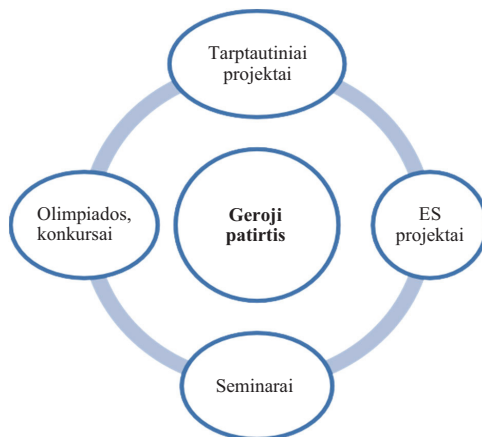 Tarptautiniai
projektai
Olimpiados,
konkursai
Geroji
patirtis
ES
projektai
Seminarai